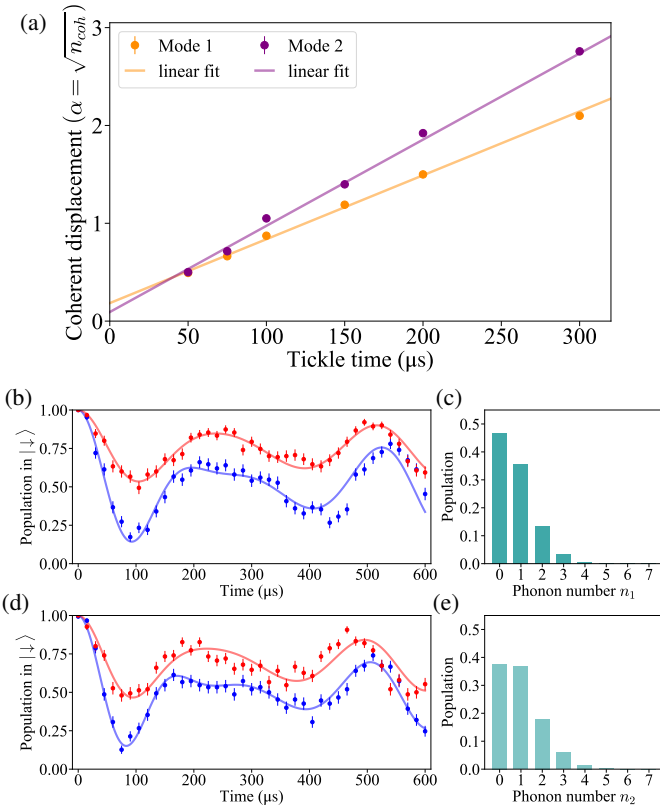 (a)
Coherent displacement (α = √n_coh)
3
2
1
0
Mode 1
Mode 2
linear fit
linear fit
0 50 100 150 200 250 300
Tickle time (μs)
(b)
Population in |↓⟩
1.00
0.75
0.50
0.25
0.00
0 100 200 300 400 500 600
Time (μs)
(c)
Population
0.5
0.4
0.3
0.2
0.1
0.0
0 1 2 3 4 5 6 7
Phonon number n₁
(d)
Population in |↓⟩
1.00
0.75
0.50
0.25
0.00
0 100 200 300 400 500 600
Time (μs)
(e)
Population
0.5
0.4
0.3
0.2
0.1
0.0
0 1 2 3 4 5 6 7
Phonon number n₂